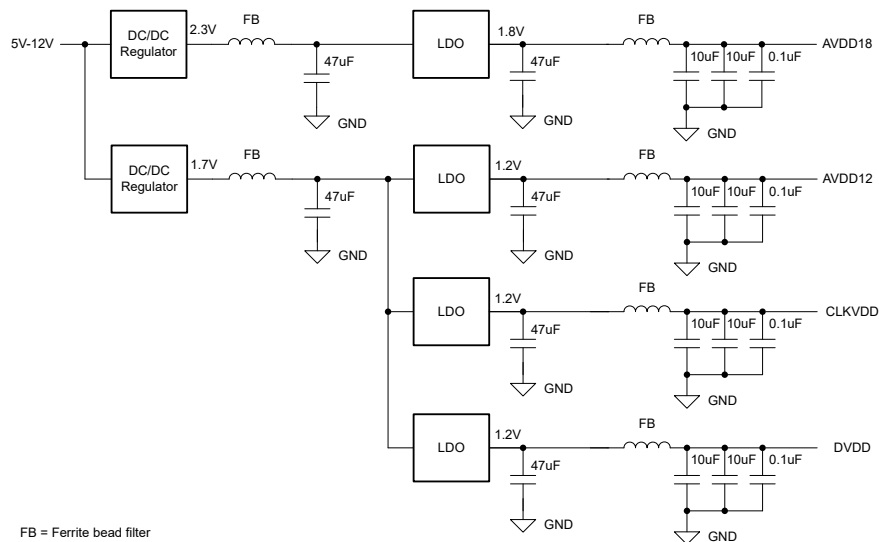 5V-12V
DC/DC
Regulator
2.3V
FB
47uF
GND
LDO
1.8V
47uF
GND
FB
10uF 10uF 0.1uF
GND
AVDD18
DC/DC
Regulator
1.7V
FB
47uF
GND
LDO
1.2V
47uF
GND
FB
10uF 10uF 0.1uF
GND
AVDD12
LDO
1.2V
47uF
GND
FB
10uF 10uF 0.1uF
GND
CLKVDD
LDO
1.2V
47uF
GND
FB
10uF 10uF 0.1uF
GND
DVDD
FB = Ferrite bead filter